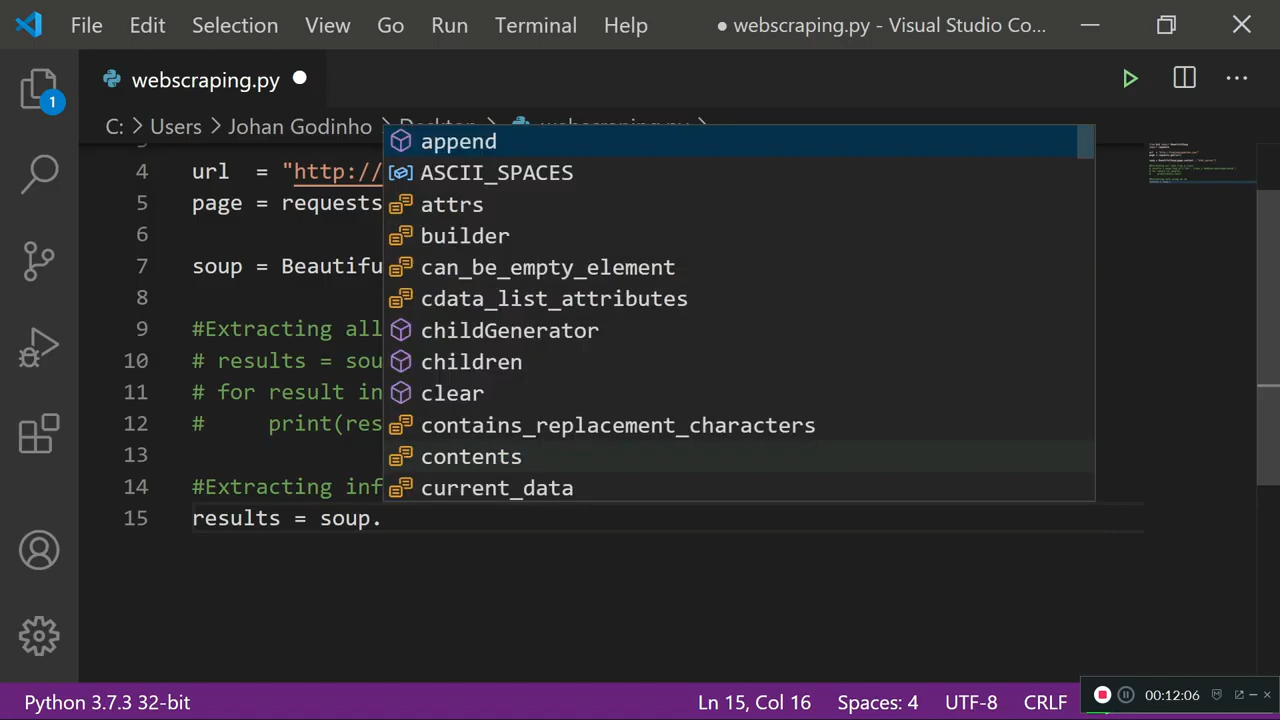 File Edit Selection View Go Run Terminal Help ● webscraping.py - Visual Studio Co...
webscraping.py
1
C: > Users > Johan Godinho > Desktop > webscraping.py >
4 url = "http://
5 page = requests
6
7 soup = Beautifu
8
9 #Extracting all
10 # results = sou
11 # for result in
12 # print(res
13
14 #Extracting inf
15 results = soup.
append
ASCII_SPACES
attrs
builder
can_be_empty_element
cdata_list_attributes
childGenerator
children
clear
contains_replacement_characters
contents
current_data
Python 3.7.3 32-bit Ln 15, Col 16 Spaces: 4 UTF-8 CRLF
00:12:06